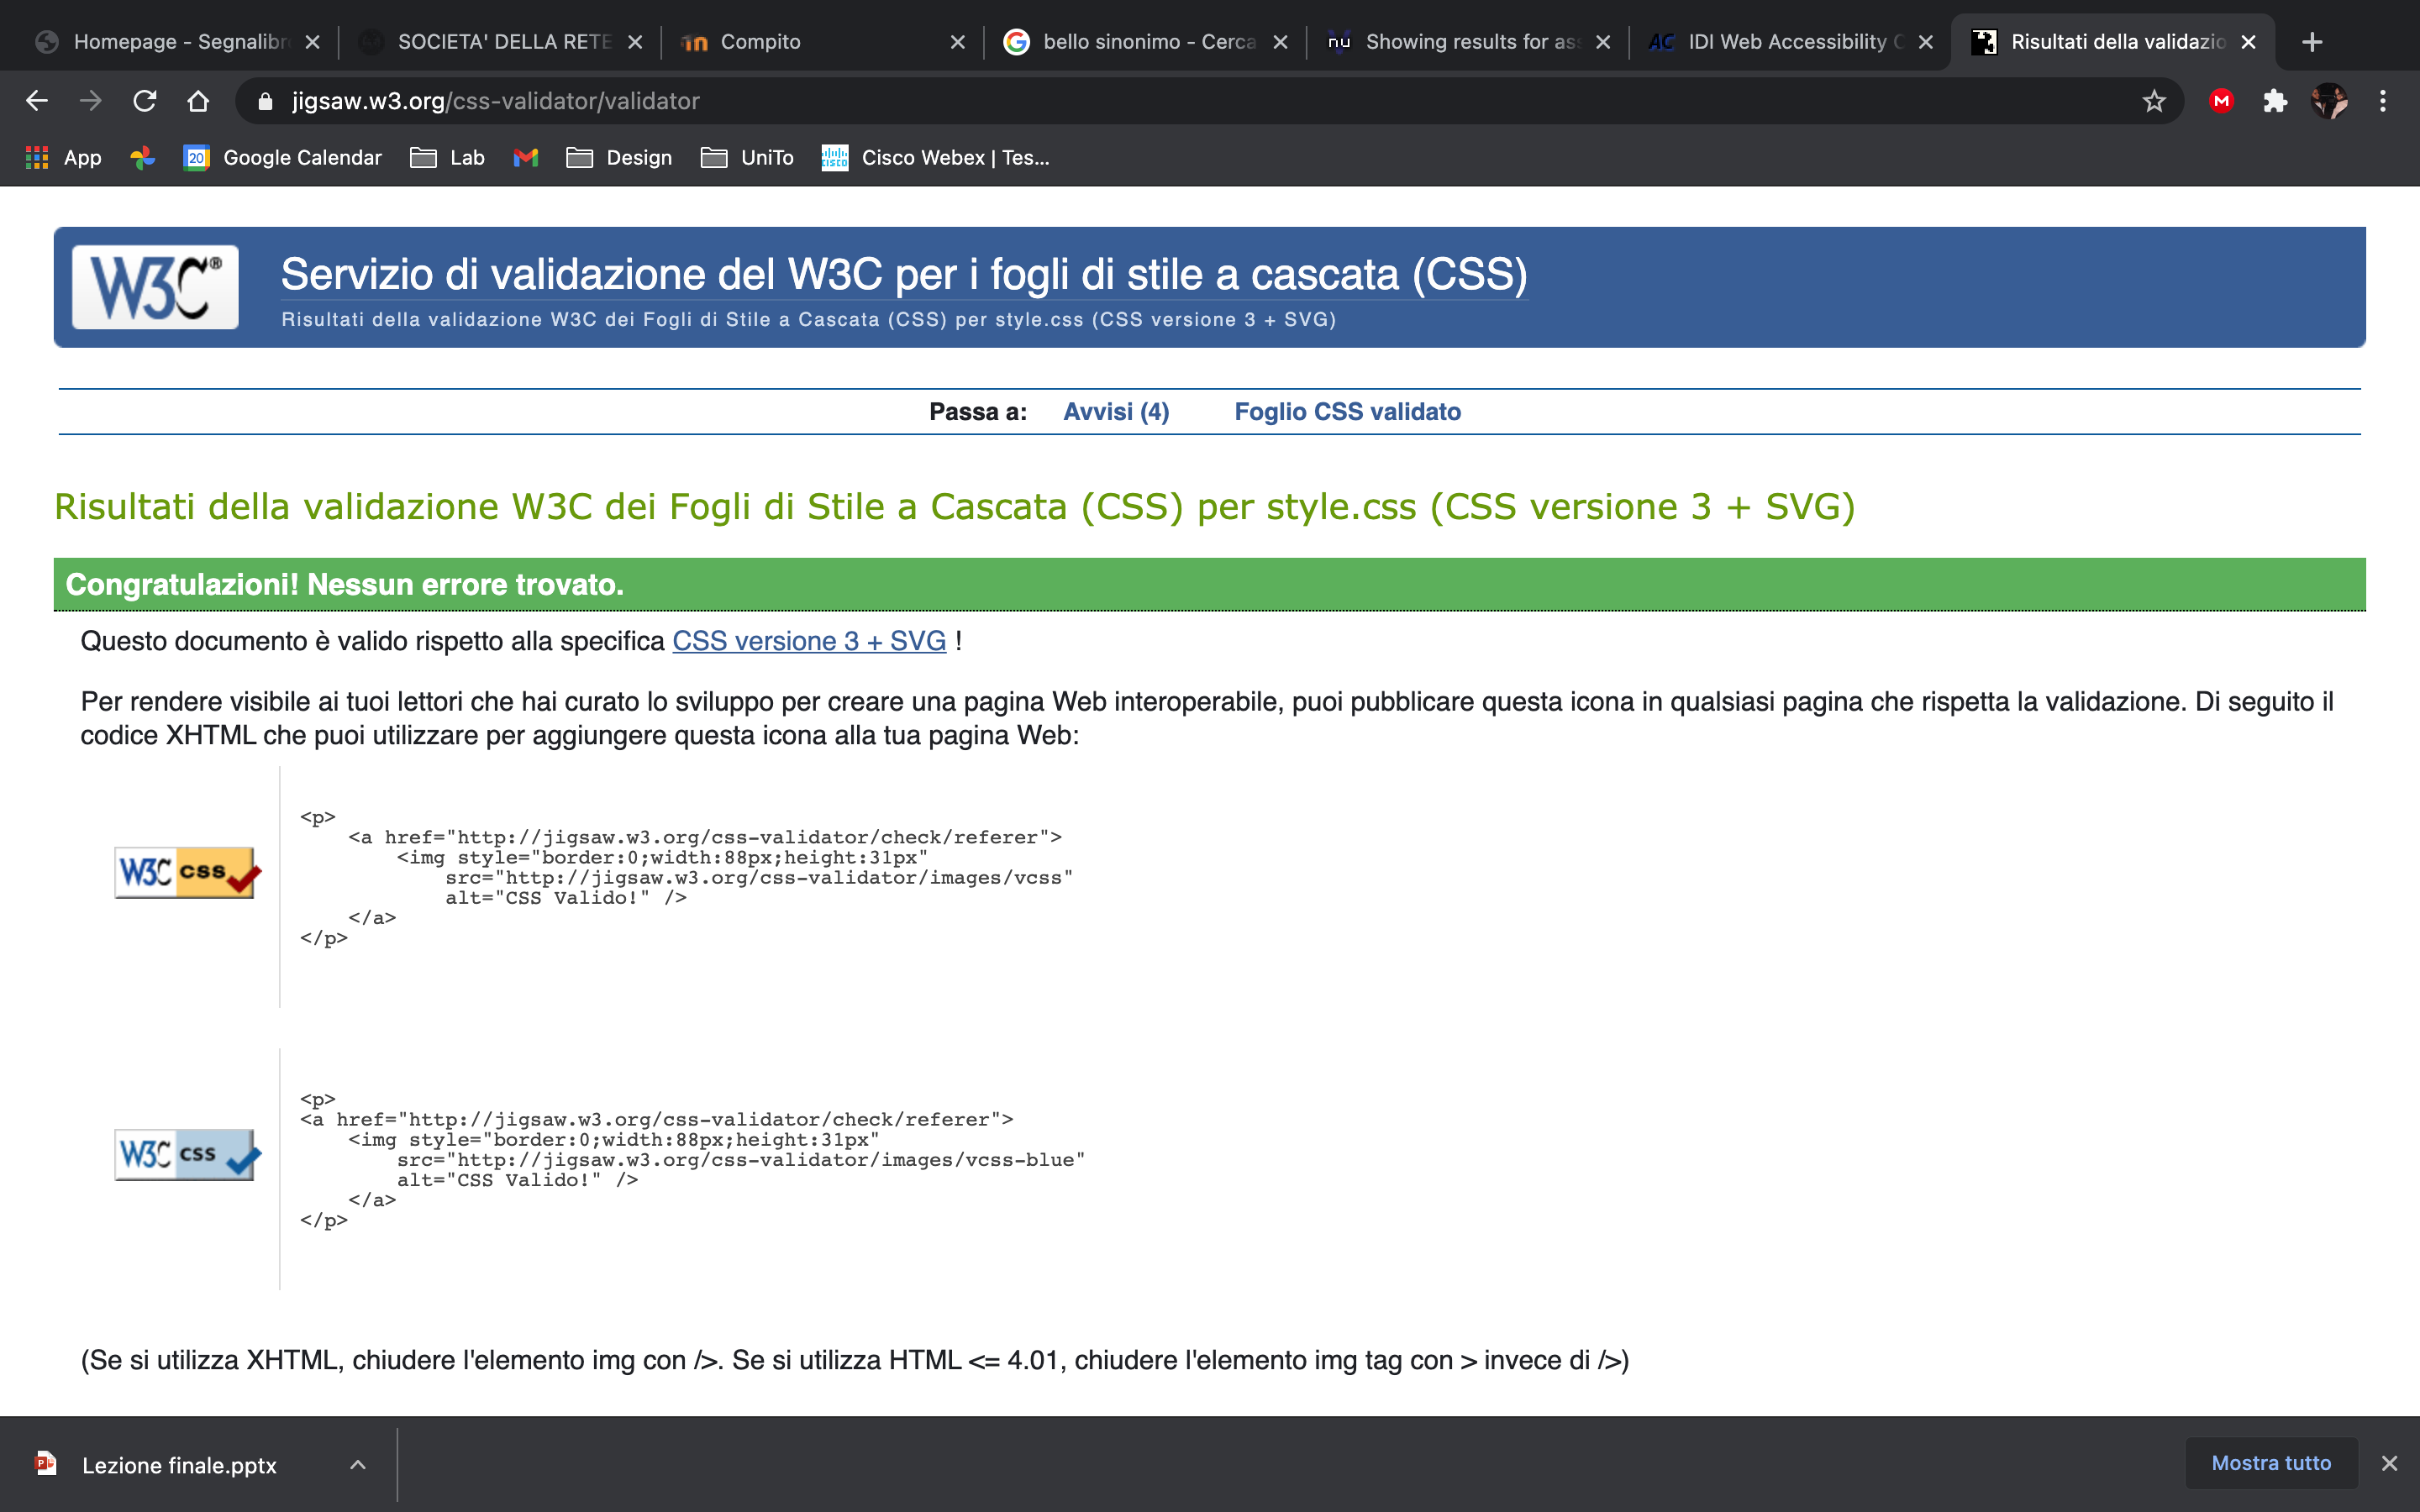 Homepage - Segnalibr
SOCIETA' DELLA RETE
Compito
bello sinonimo - Cerca
nu
Showing results for ass
AC
IDI Web Accessibility C
Risultati della validazio
jigsaw.w3.org/css-validator/validator
M
App
20
Google Calendar
Lab
Design
UniTo
CISCO
Cisco Webex | Tes...
W3C®
Servizio di validazione del W3C per i fogli di stile a cascata (CSS)
Risultati della validazione W3C dei Fogli di Stile a Cascata (CSS) per style.css (CSS versione 3 + SVG)
Passa a: Avvisi (4) Foglio CSS validato
Risultati della validazione W3C dei Fogli di Stile a Cascata (CSS) per style.css (CSS versione 3 + SVG)
Congratulazioni! Nessun errore trovato.
Questo documento è valido rispetto alla specifica CSS versione 3 + SVG !
Per rendere visibile ai tuoi lettori che hai curato lo sviluppo per creare una pagina Web interoperabile, puoi pubblicare questa icona in qualsiasi pagina che rispetta la validazione. Di seguito il
codice XHTML che puoi utilizzare per aggiungere questa icona alla tua pagina Web:
W3C css
<p>
<a href="http://jigsaw.w3.org/css-validator/check/referer">
<img style="border:0;width:88px;height:31px"
src="http://jigsaw.w3.org/css-validator/images/vcss"
alt="CSS Valido!" />
</a>
</p>
W3C css
<p>
<a href="http://jigsaw.w3.org/css-validator/check/referer">
<img style="border:0;width:88px;height:31px"
src="http://jigsaw.w3.org/css-validator/images/vcss-blue"
alt="CSS Valido!" />
</a>
</p>
(Se si utilizza XHTML, chiudere l'elemento img con />. Se si utilizza HTML <= 4.01, chiudere l'elemento img tag con > invece di />)
P
Lezione finale.pptx
Mostra tutto